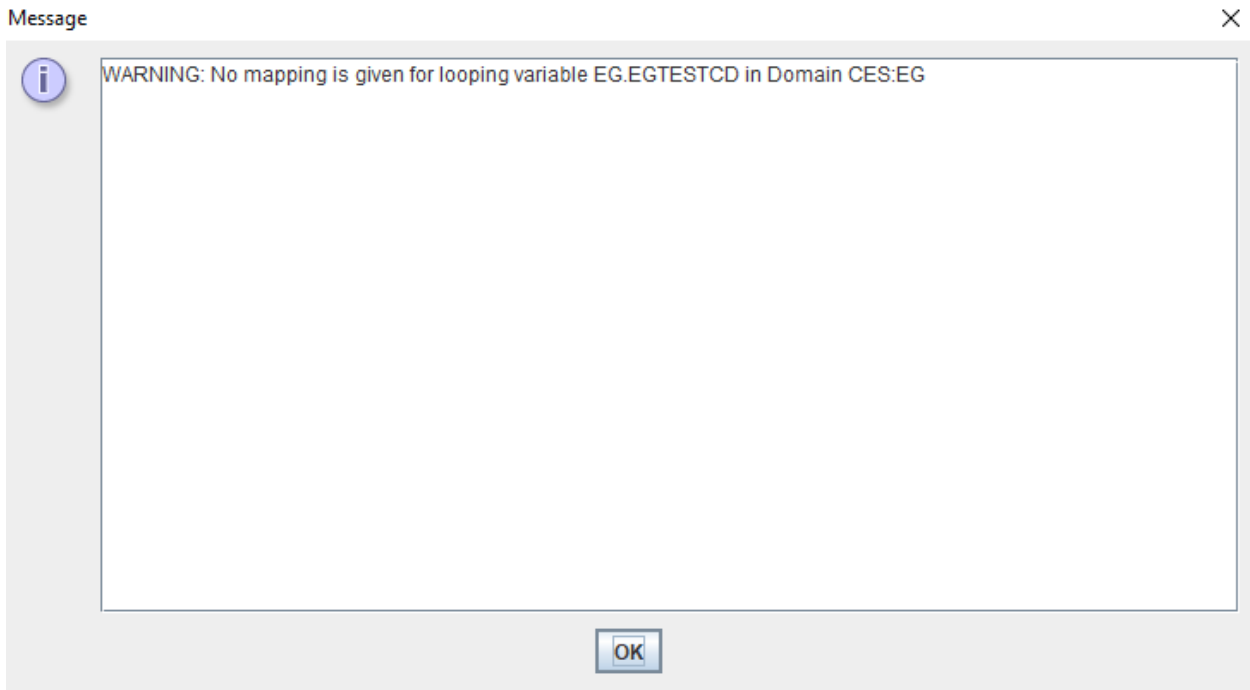 Message
WARNING: No mapping is given for looping variable EG.EGTESTCD in Domain CES:EG
OK